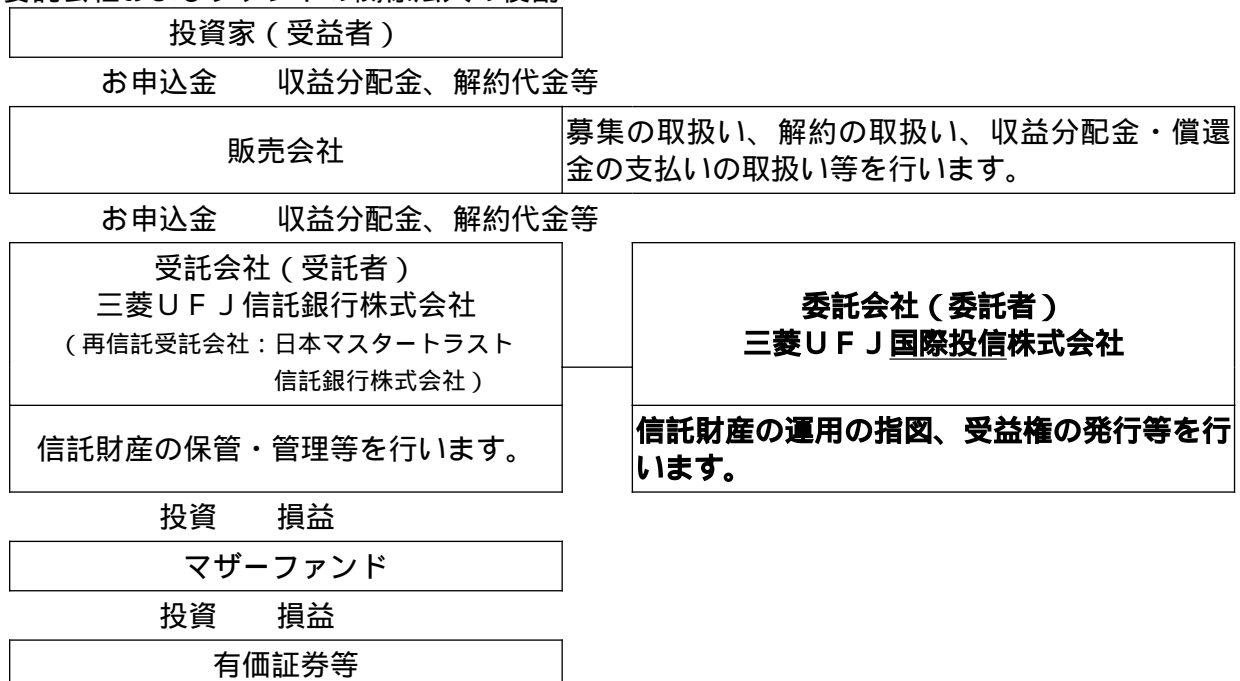 投資家(受益者)
お申込金 収益分配金、解約代金等
販売会社
募集の取扱い、解約の取扱い、収益分配金・償還
金の支払いの取扱い等を行います。
お申込金 収益分配金、解約代金等
受託会社(受託者)
三菱UFJ信託銀行株式会社
(再信託受託会社:日本マスタートラスト
信託銀行株式会社)
委託会社(委託者)
三菱UFJ国際投信株式会社
信託財産の保管・管理等を行います。
信託財産の運用の指図、受益権の発行等を行
います。
投資 損益
マザーファンド
投資 損益
有価証券等